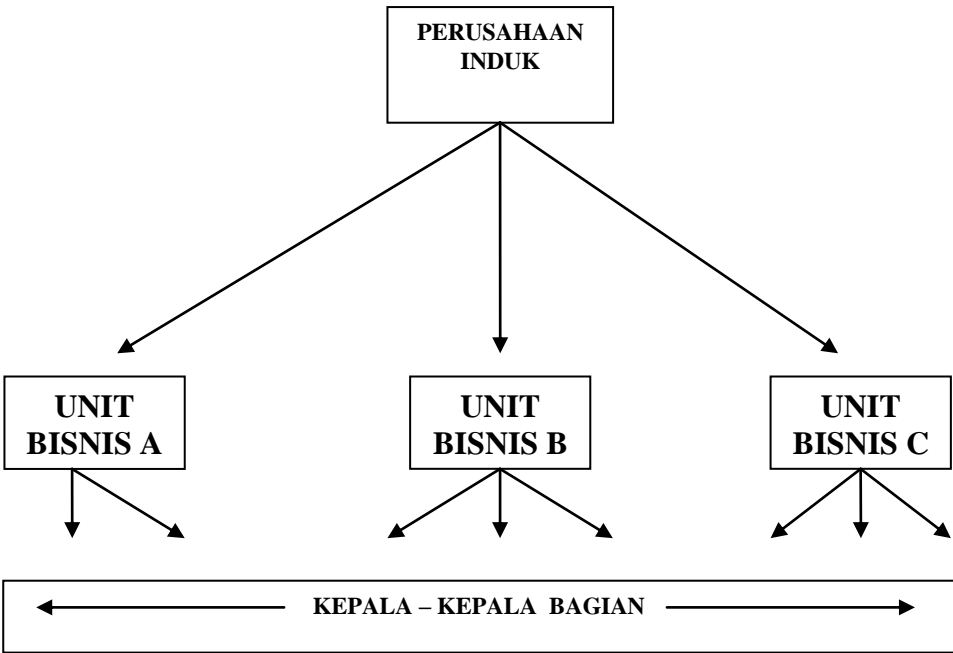 PERUSAHAAN
INDUK
UNIT
BISNIS A
UNIT
BISNIS B
UNIT
BISNIS C
KEPALA – KEPALA BAGIAN